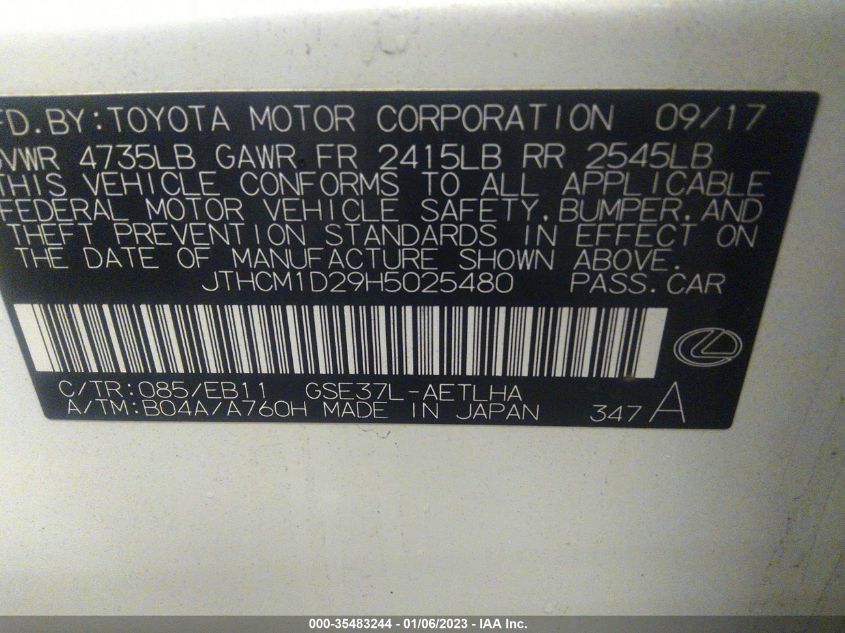 FD.BY:TOYOTA MOTOR CORPORATION 09/17
VWR 4735LB GAWR FR 2415LB RR 2545LB
THIS VEHICLE CONFORMS TO ALL APPLICABLE
FEDERAL MOTOR VEHICLE SAFETY.BUMPER.AND
THEFT PREVENTION STANDARDS IN EFFECT ON
THE DATE OF MANUFACTURE SHOWN ABOVE.
JTHCM1D29H5025480 PASS.CAR
C/TR:085/EB11 GSE37L-AETLHA
A/TM:B04A/A760H MADE IN JAPAN 347A
000-35483244 - 01/06/2023 - IAA Inc.